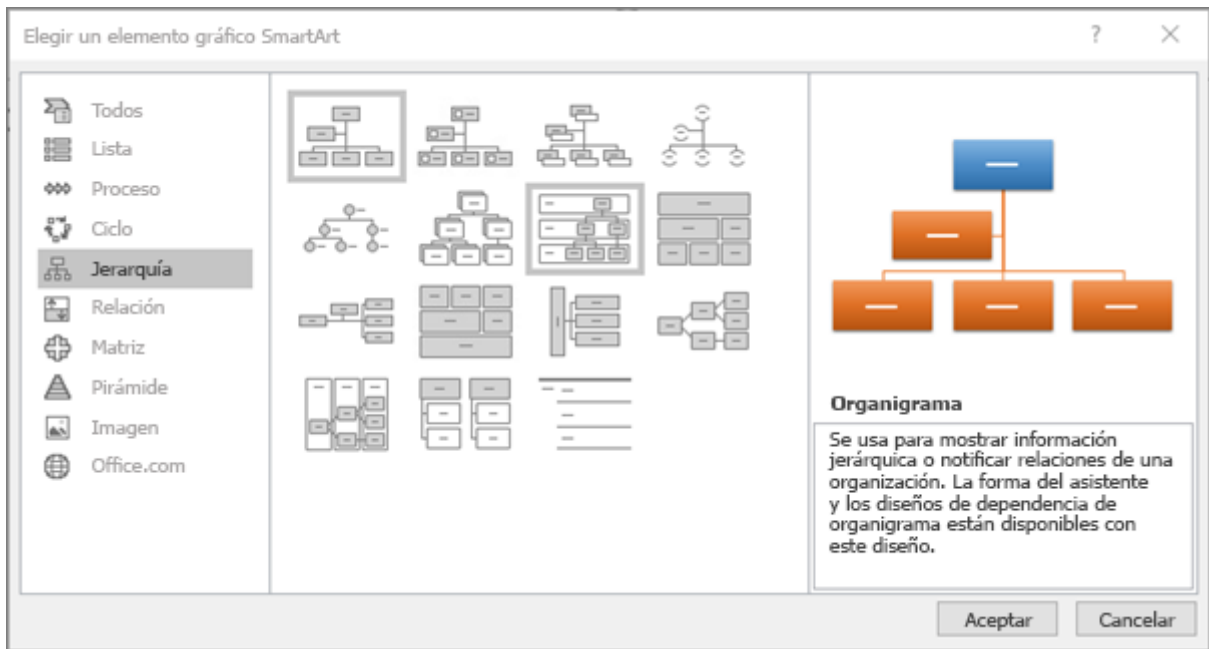 Elegir un elemento gráfico SmartArt
?
Todos
Lista
Proceso
Ciclo
Jerarquía
Relación
Matriz
Pirámide
Imagen
Office.com
Organigrama
Se usa para mostrar información
jerárquica o notificar relaciones de una
organización. La forma del asistente
y los diseños de dependencia de
organigrama están disponibles con
este diseño.
Aceptar
Cancelar